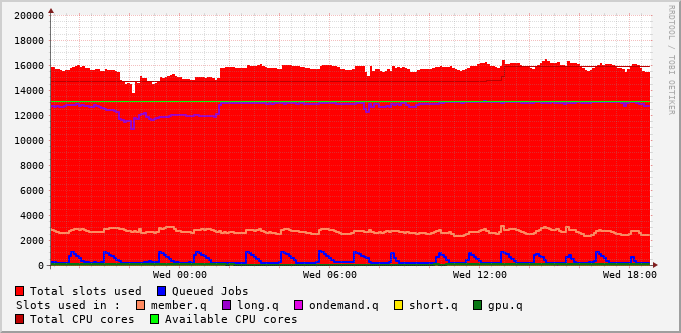 RRDTOOL / TOBI OETIKER
20000
18000
16000
14000
12000
10000
8000
6000
4000
2000
0
Wed 00:00 Wed 06:00 Wed 12:00 Wed 18:00
Total slots used Queued Jobs
Slots used in : member.q long.q ondemand.q short.q gpu.q
Total CPU cores Available CPU cores